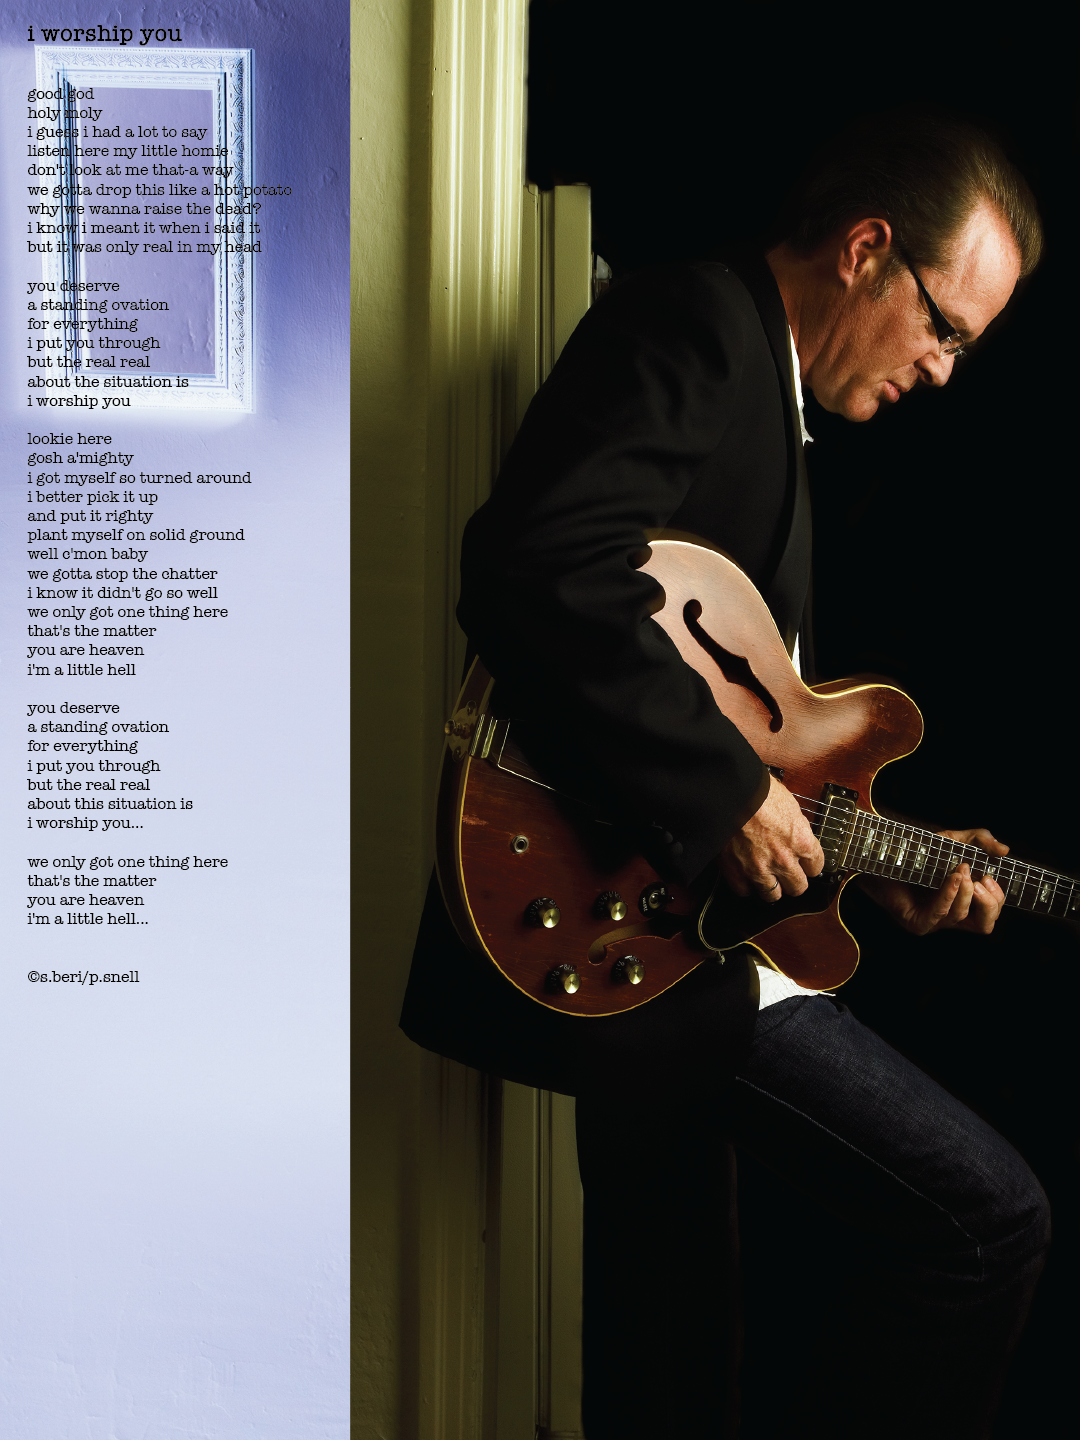 i worship you
good god
holy moly
i guess i had a lot to say
listen here my little homie
don't look at me that-a way
we gotta drop this like a hot potato
why we wanna raise the dead?
i know i meant it when i said it
but it was only real in my head
you deserve
a standing ovation
for everything
i put you through
but the real real
about the situation is
i worship you
lookie here
gosh a'mighty
i got myself so turned around
i better pick it up
and put it righty
plant myself on solid ground
well c'mon baby
we gotta stop the chatter
i know it didn't go so well
we only got one thing here
that's the matter
you are heaven
i'm a little hell
you deserve
a standing ovation
for everything
i put you through
but the real real
about this situation is
i worship you...
we only got one thing here
that's the matter
you are heaven
i'm a little hell...
©s.beri/p.snell